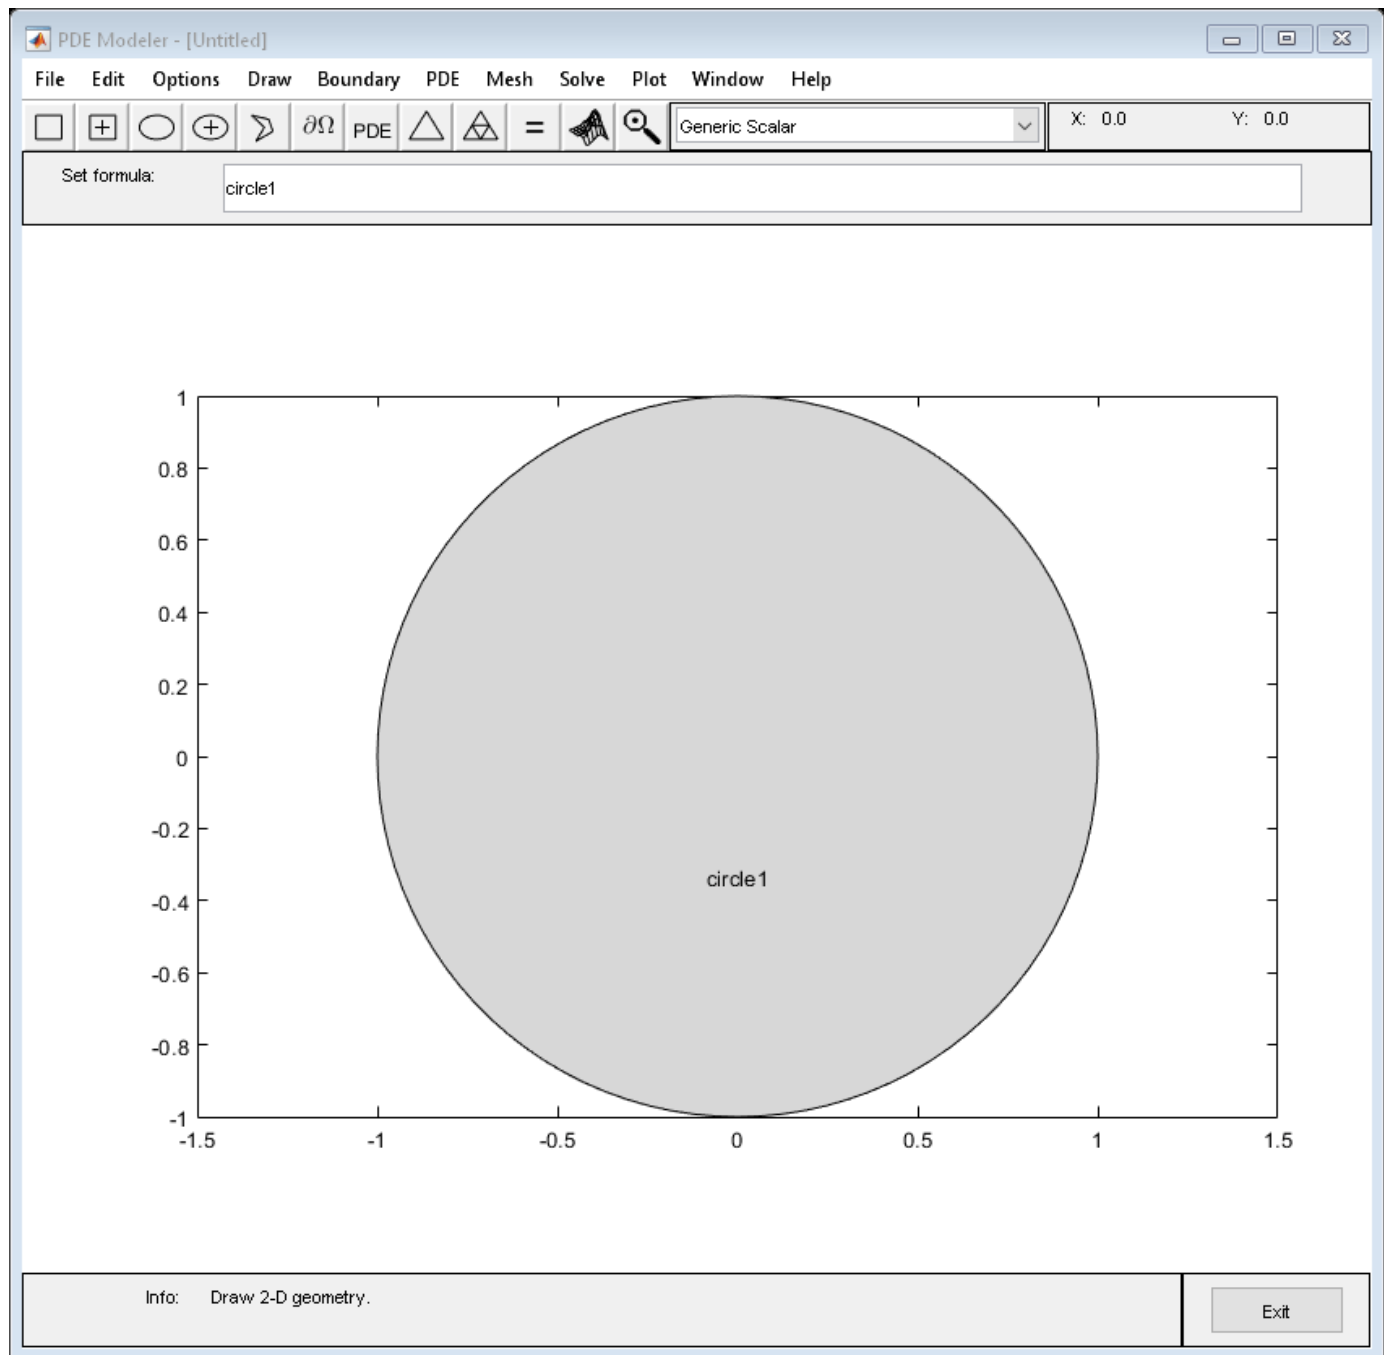 PDE Modeler - [Untitled]
File Edit Options Draw Boundary PDE Mesh Solve Plot Window Help
∂Ω PDE = Generic Scalar X: 0.0 Y: 0.0
Set formula: circle1
1
0.8
0.6
0.4
0.2
0
-0.2
circle1
-0.4
-0.6
-0.8
-1
-1.5 -1 -0.5 0 0.5 1 1.5
Info: Draw 2-D geometry.
Exit